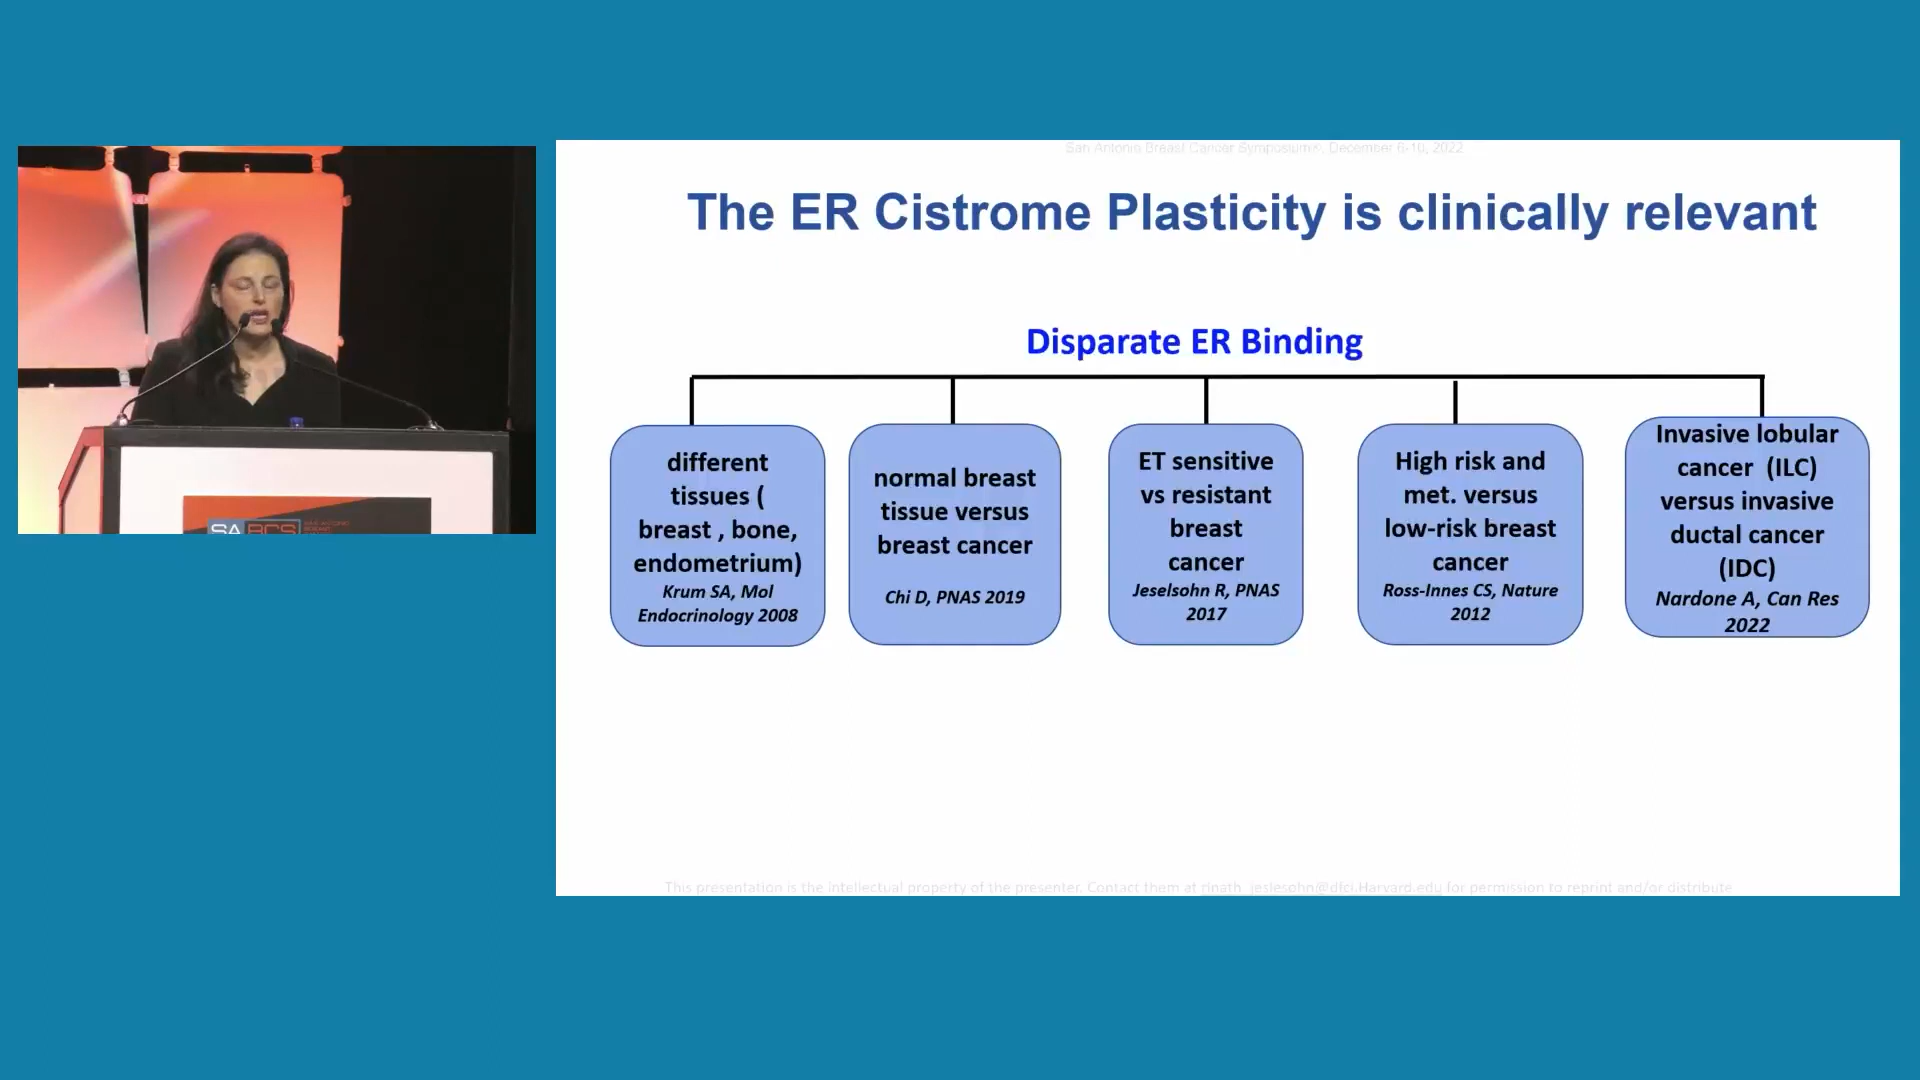 San Antonio Breast Cancer Symposium®, December 6-10, 2022
The ER Cistrome Plasticity is clinically relevant
Disparate ER Binding
different
tissues (
breast , bone,
endometrium)
Krum SA, Mol
Endocrinology 2008
normal breast
tissue versus
breast cancer
Chi D, PNAS 2019
ET sensitive
vs resistant
breast
cancer
Jeselsohn R, PNAS
2017
High risk and
met. versus
low-risk breast
cancer
Ross-Innes CS, Nature
2012
Invasive lobular
cancer (ILC)
versus invasive
ductal cancer
(IDC)
Nardone A, Can Res
2022
This presentation is the intellectual property of the presenter. Contact them at rinath_jeslesohn@dfci.Harvard.edu for permission to reprint and/or distribute
SABCS